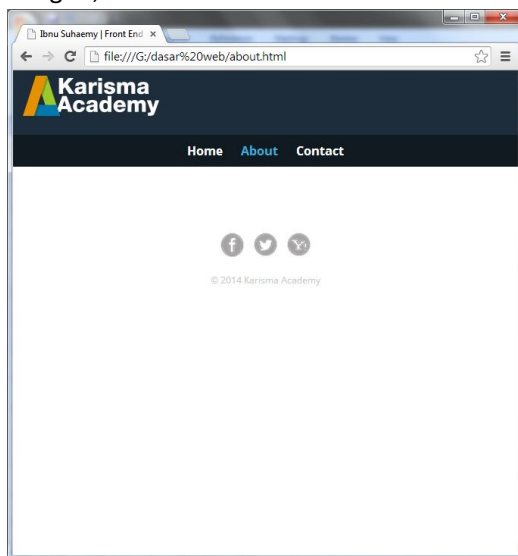 Ibnu Suhaemy | Front End
file:///G:/dasar%20web/about.html
Karisma
Academy
Home About Contact
© 2014 Karisma Academy